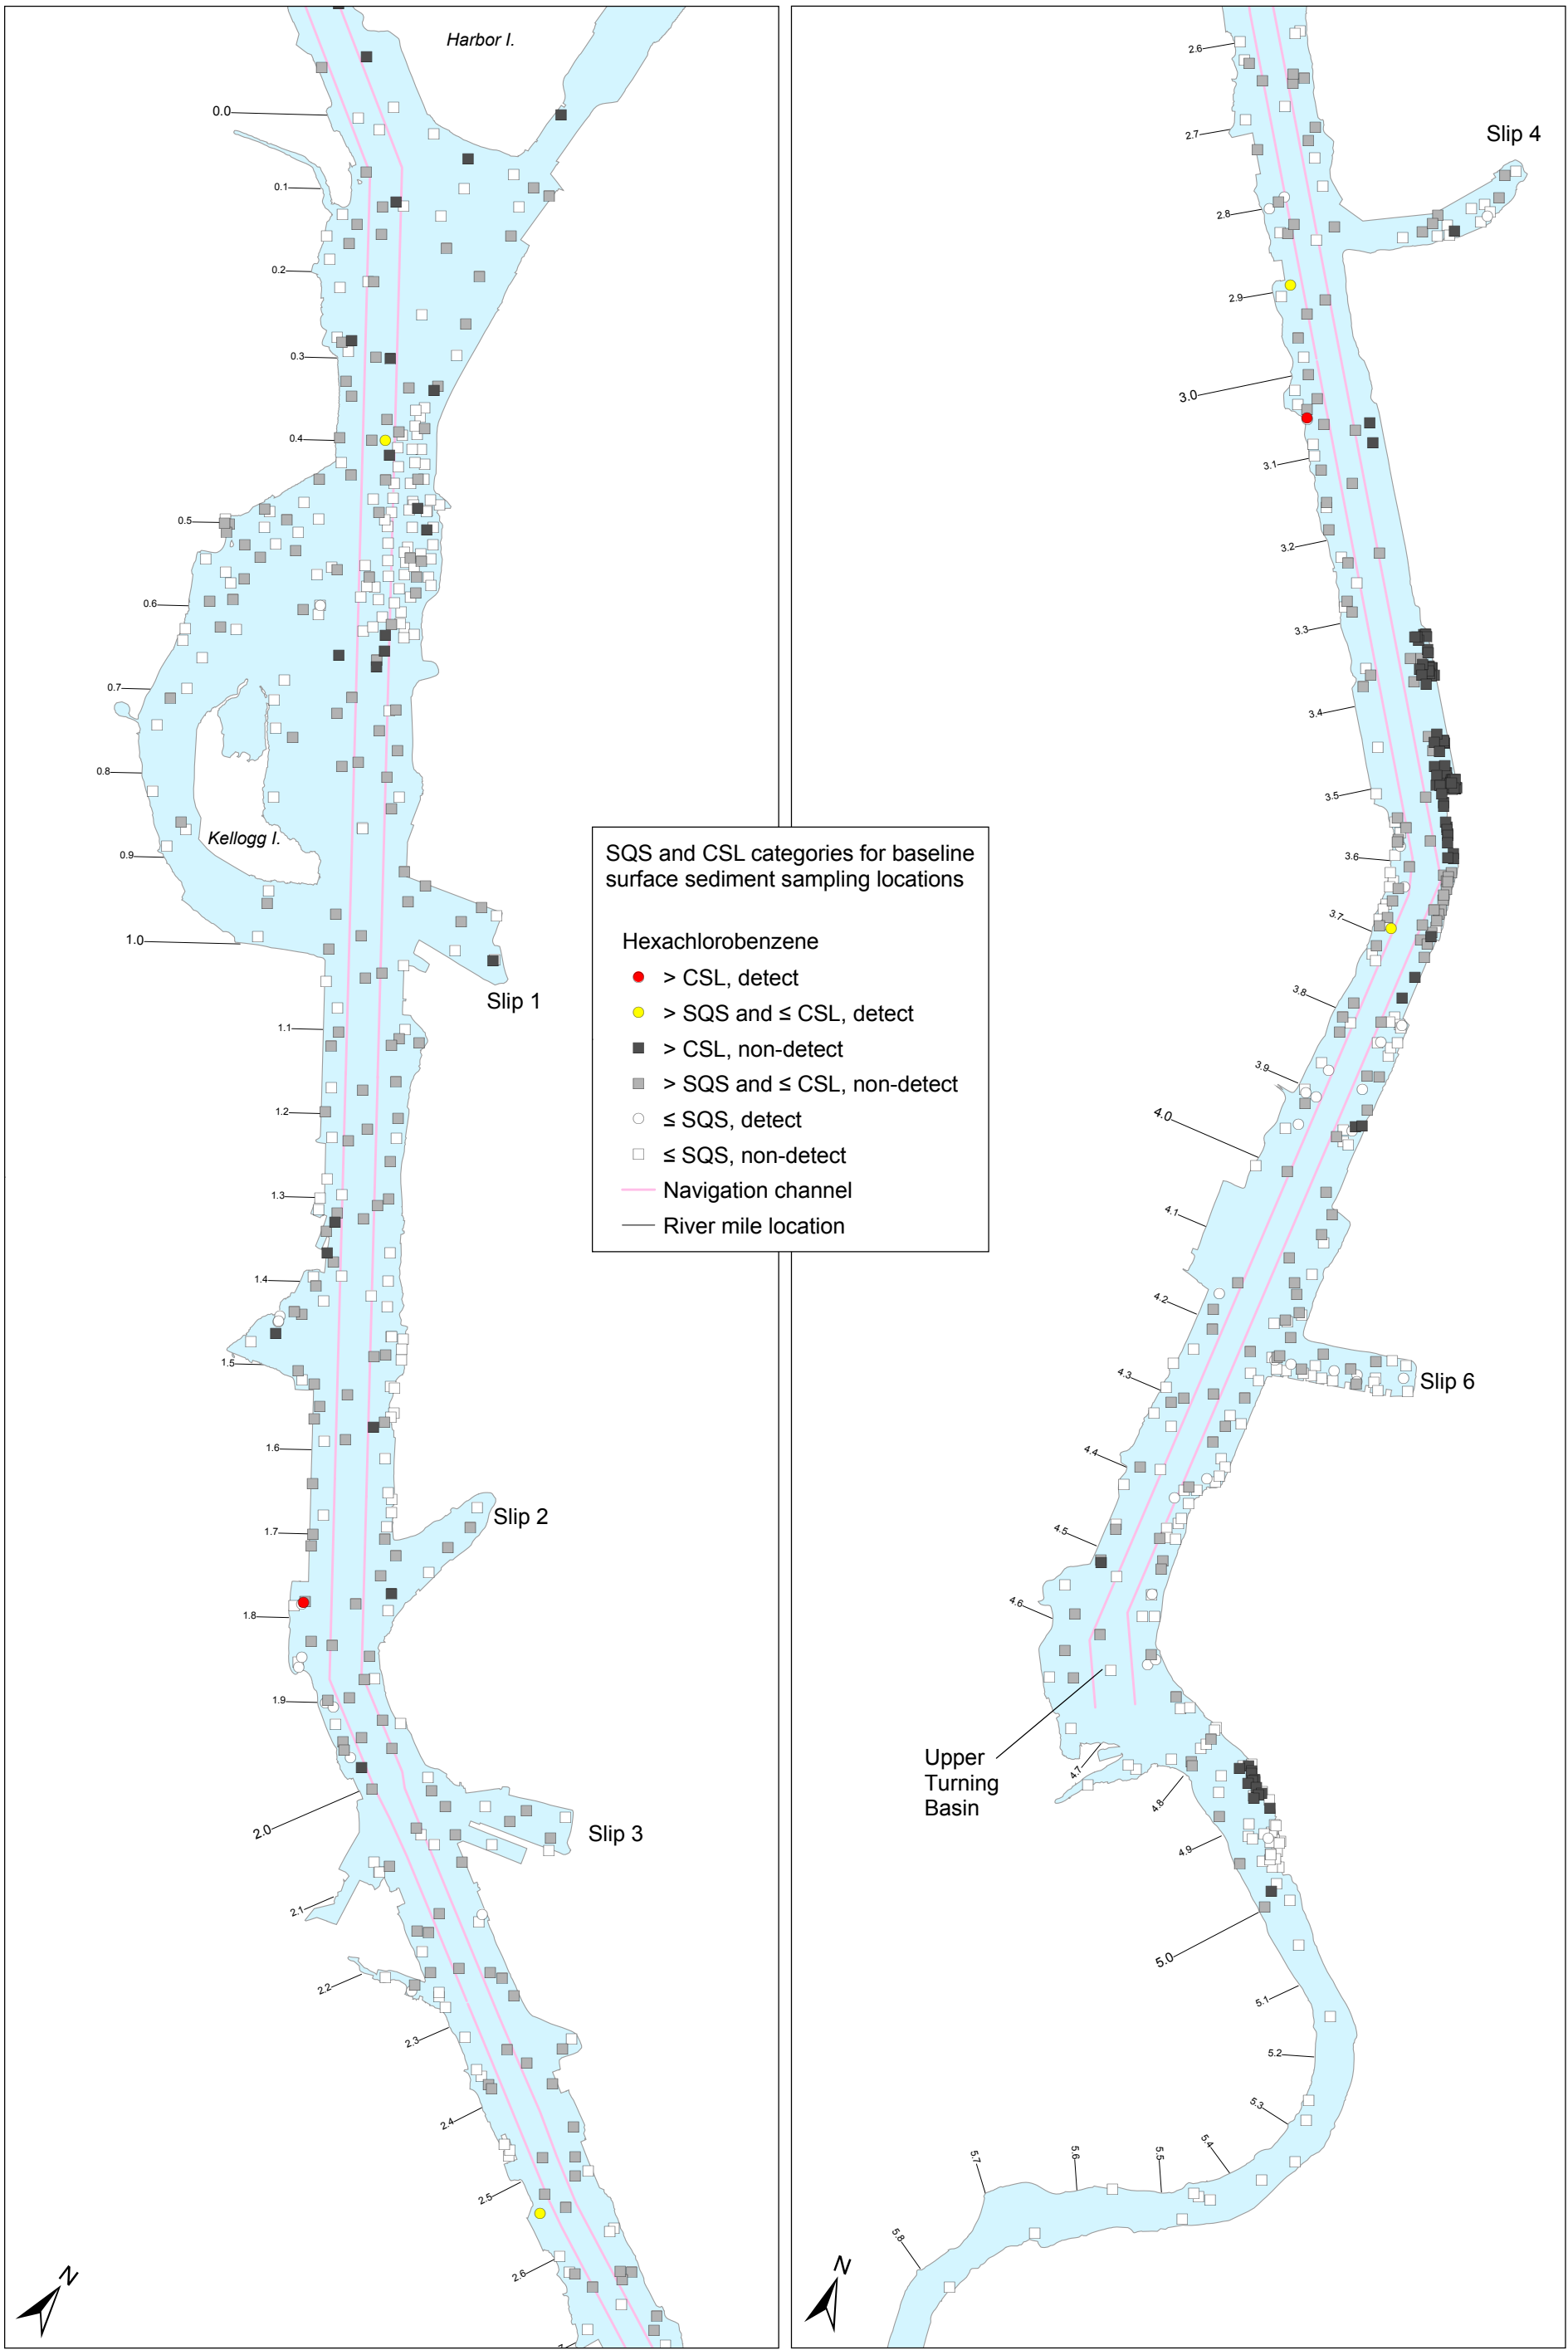 Harbor I.
0.0
0.1
0.2
0.3
0.4
0.5
0.6
0.7
0.8
Kellogg I.
0.9
1.0
Slip 1
1.1
1.2
1.3
1.4
1.5
1.6
Slip 2
1.7
1.8
1.9
2.0
Slip 3
2.1
2.2
2.3
2.4
2.5
2.6
N
SQS and CSL categories for baseline
surface sediment sampling locations
Hexachlorobenzene
> CSL, detect
> SQS and ≤ CSL, detect
> CSL, non-detect
> SQS and ≤ CSL, non-detect
≤ SQS, detect
≤ SQS, non-detect
Navigation channel
River mile location
2.6
2.7
Slip 4
2.8
2.9
3.0
3.1
3.2
3.3
3.4
3.5
3.6
3.7
3.8
3.9
4.0
4.1
4.2
4.3
Slip 6
4.4
4.5
4.6
Upper
Turning
Basin
4.7
4.8
4.9
5.0
5.1
5.2
5.3
5.4
5.5
5.6
5.7
5.8
N